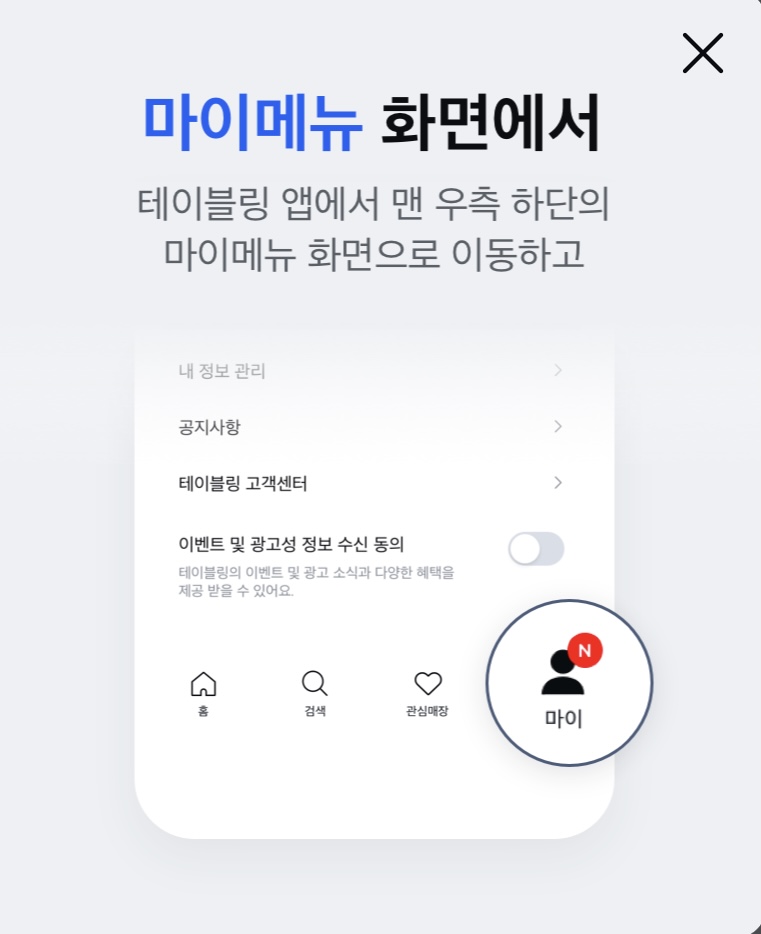 마이메뉴 화면에서
테이블링 앱에서 맨 우측 하단의
마이메뉴 화면으로 이동하고
내 정보 관리
공지사항
테이블링 고객센터
이벤트 및 광고성 정보 수신 동의
테이블링의 이벤트 및 광고 소식과 다양한 혜택을
제공 받을 수 있어요.
N
홈
검색
관심매장
마이